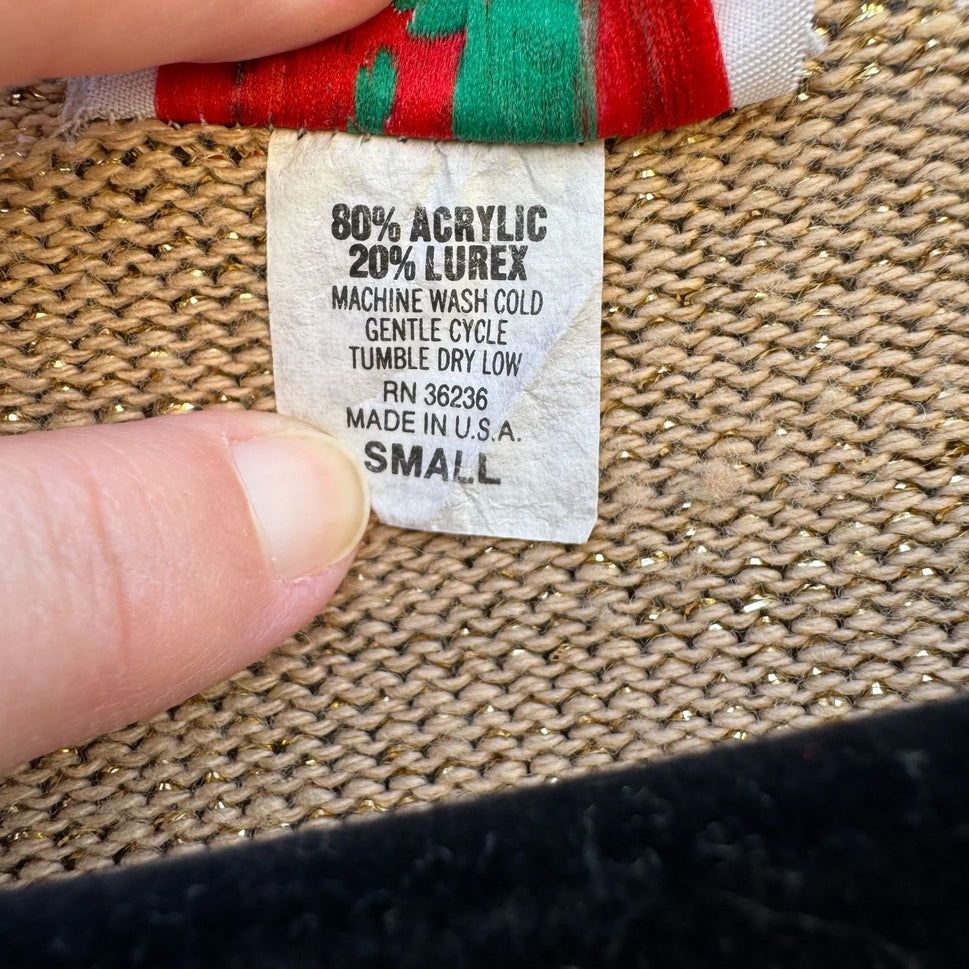 80% ACRYLIC
20% LUREX
MACHINE WASH COLD
GENTLE CYCLE
TUMBLE DRY LOW
RN 36236
MADE IN U.S.A.
SMALL